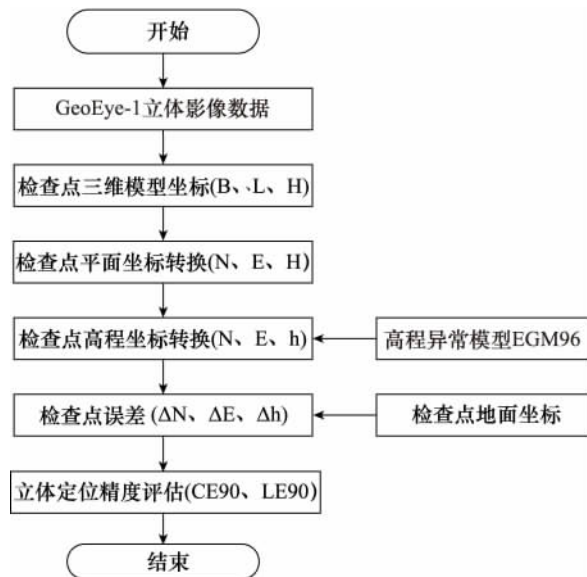 开始
GeoEye-1立体影像数据
检查点三维模型坐标(B、L、H)
检查点平面坐标转换(N、E、H)
检查点高程坐标转换(N、E、h)
高程异常模型EGM96
检查点误差 (ΔN、ΔE、Δh)
检查点地面坐标
立体定位精度评估(CE90、LE90)
结束